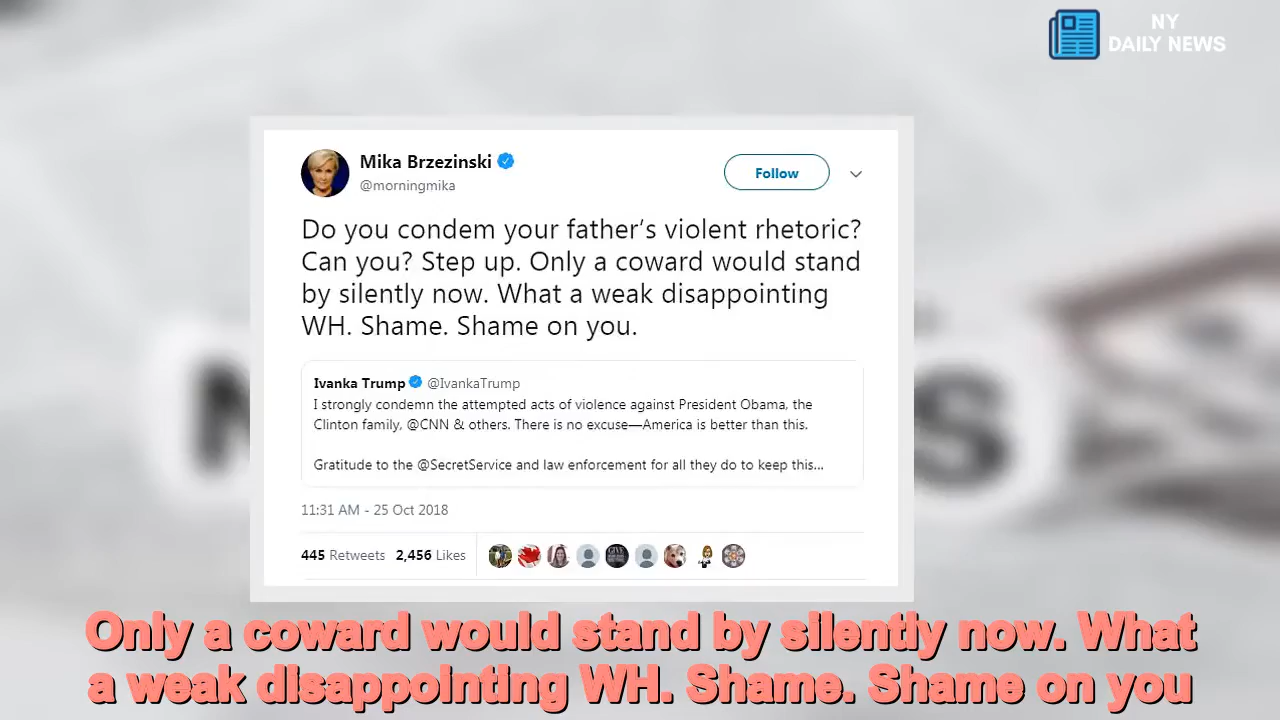 NY
DAILY NEWS
Mika Brzezinski
@morningmika
Follow
Do you condem your father’s violent rhetoric?
Can you? Step up. Only a coward would stand
by silently now. What a weak disappointing
WH. Shame. Shame on you.
Ivanka Trump @IvankaTrump
I strongly condemn the attempted acts of violence against President Obama, the
Clinton family, @CNN & others. There is no excuse—America is better than this.
Gratitude to the @SecretService and law enforcement for all they do to keep this...
11:31 AM - 25 Oct 2018
445 Retweets 2,456 Likes
Only a coward would stand by silently now. What
a weak disappointing WH. Shame. Shame on you